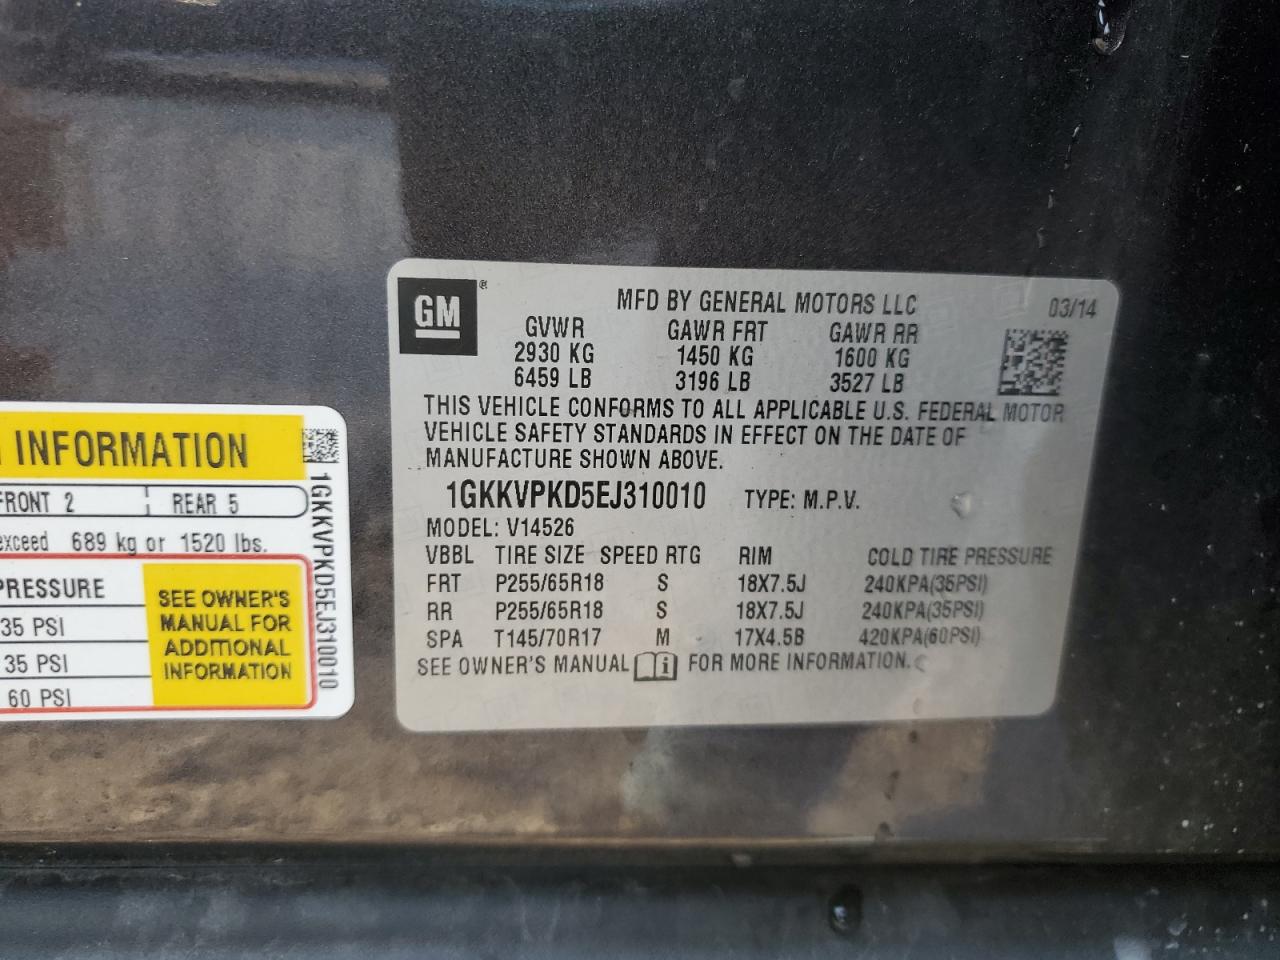 INFORMATION
FRONT 2 REAR 5
exceed 689 kg or 1520 lbs.
PRESSURE
35 PSI
35 PSI
60 PSI
SEE OWNER'S
MANUAL FOR
ADDITIONAL
INFORMATION
1GKKVPKD5EJ310010
GM®
MFD BY GENERAL MOTORS LLC 03/14
GVWR GAWR FRT GAWR RR
2930 KG 1450 KG 1600 KG
6459 LB 3196 LB 3527 LB
THIS VEHICLE CONFORMS TO ALL APPLICABLE U.S. FEDERAL MOTOR
VEHICLE SAFETY STANDARDS IN EFFECT ON THE DATE OF
MANUFACTURE SHOWN ABOVE.
1GKKVPKD5EJ310010 TYPE: M.P.V.
MODEL: V14526
VBBL TIRE SIZE SPEED RTG RIM COLD TIRE PRESSURE
FRT P255/65R18 S 18X7.5J 240KPA(35PSI)
RR P255/65R18 S 18X7.5J 240KPA(35PSI)
SPA T145/70R17 M 17X4.5B 420KPA(60PSI)
SEE OWNER'S MANUAL i FOR MORE INFORMATION.